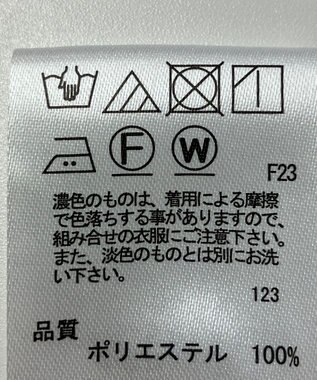 F W
F23
濃色のものは、着用による摩擦
で色落ちする事がありますので、
組み合せの衣服にご注意下さい。
また、淡色のものとは別にお洗
い下さい。
123
品質
ポリエステル 100%